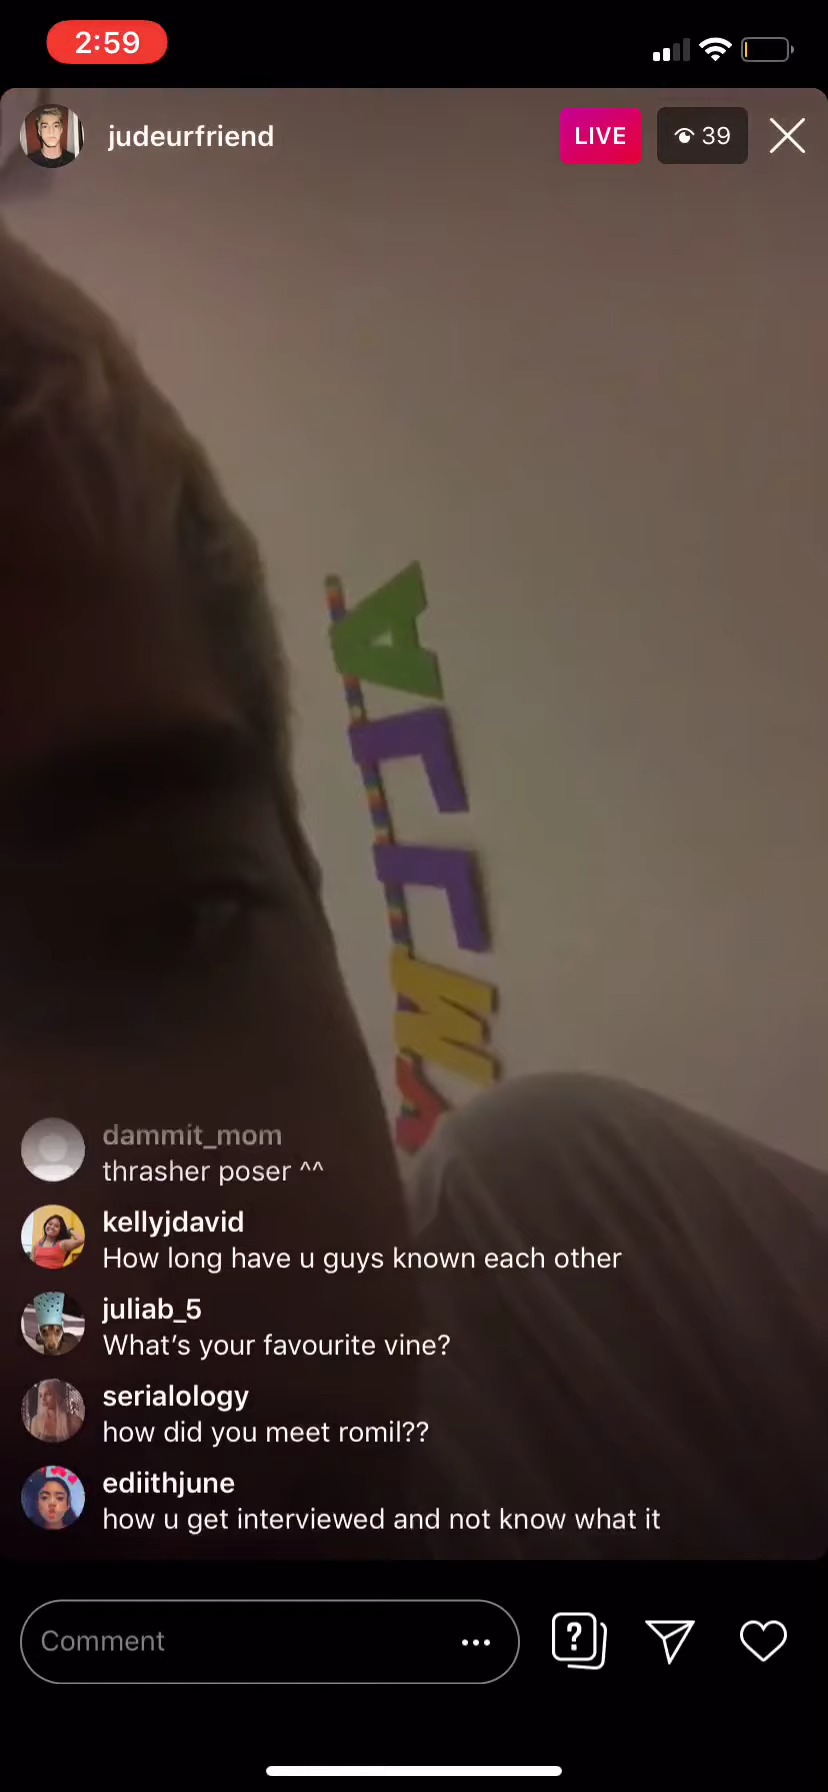 2:59
judeurfriend
LIVE
39
dammit_mom
thrasher poser ^^
kellyjdavid
How long have u guys known each other
juliab_5
What's your favourite vine?
serialology
how did you meet romil??
ediithjune
how u get interviewed and not know what it
Comment